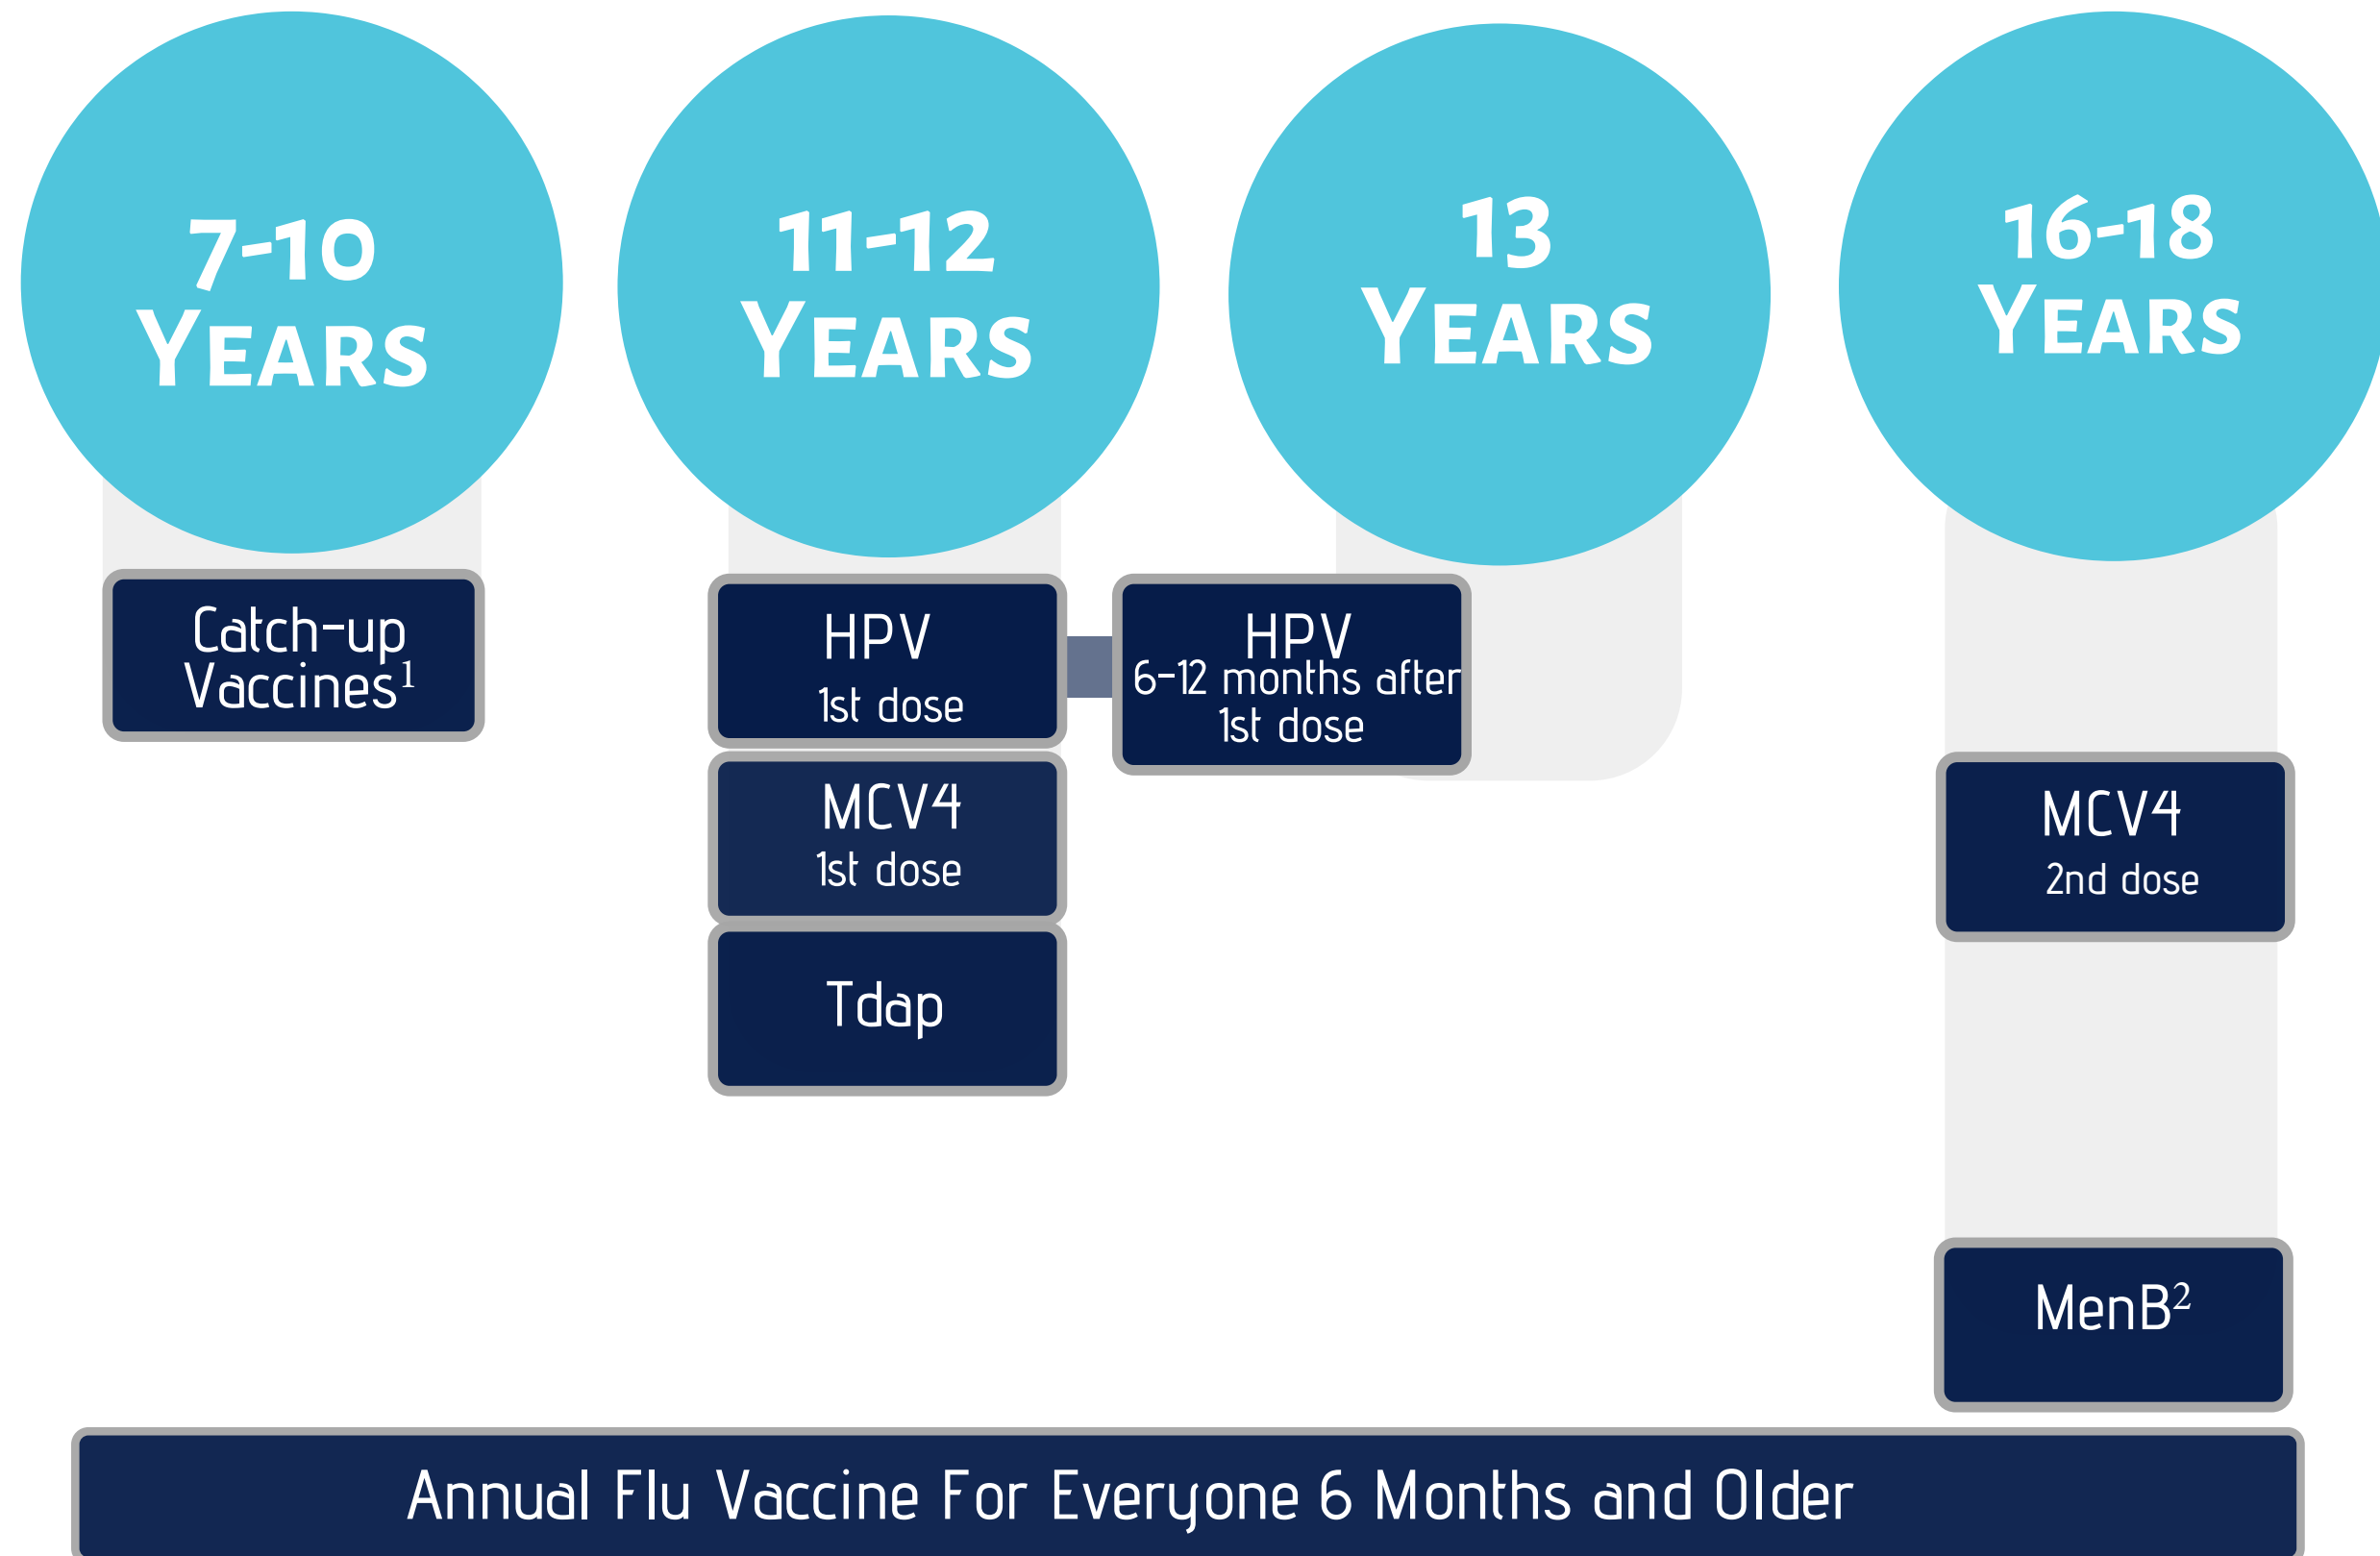 7-10
Years
11-12
Years
13
Years
16-18
Years
Catch-up
Vaccines¹
HPV
1st dose
HPV
6-12 months after
1st dose
MCV4
1st dose
MCV4
2nd dose
Tdap
MenB²
Annual Flu Vaccine For Everyone 6 Months and Older